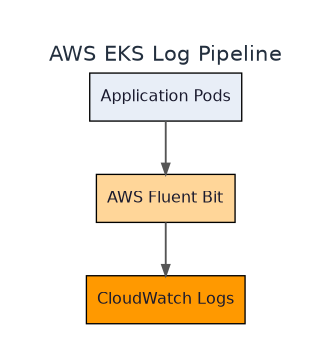 AWS EKS Log Pipeline
Application Pods
AWS Fluent Bit
CloudWatch Logs